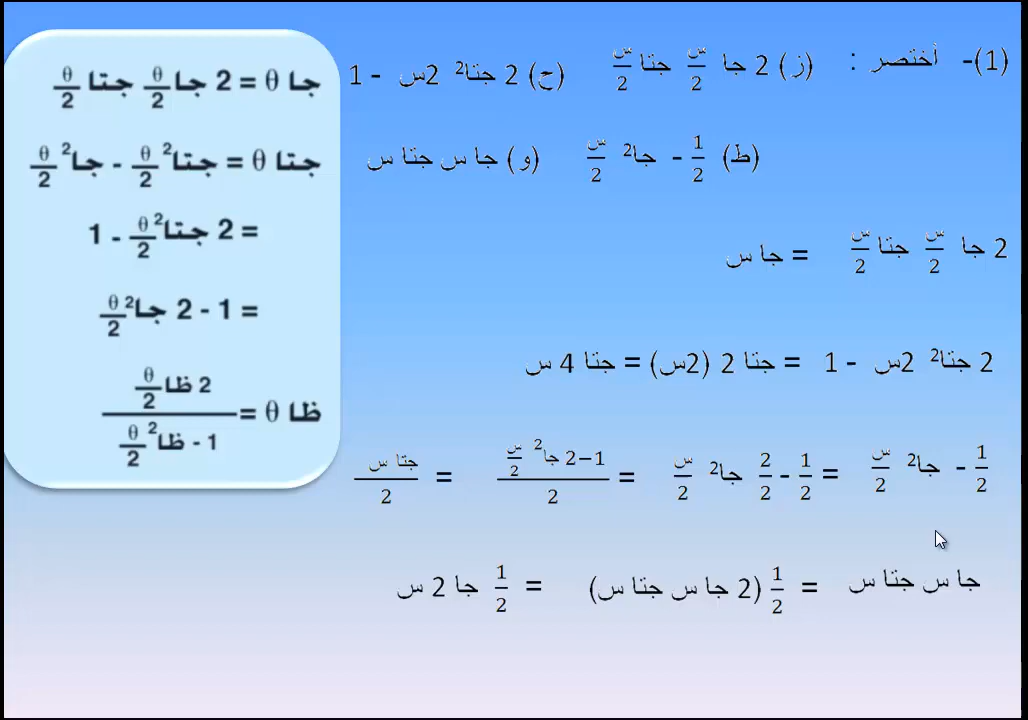 (1)- أختصر : (ز) 2 جا س/2 جتا س/2 (ح) 2 جتا² 2س - 1
(ط) 1/2 - جا² س/2 (و) جا س جتا س
2 جا س/2 جتا س/2 = جا س
2 جتا² 2س - 1 = جتا 2 (2س) = جتا 4 س
1/2 - جا² س/2 = 1/2 - 2/2 جا² س/2 = (1-2 جا² س/2)/2 = جتا س/2
جا س جتا س = 1/2 (2 جا س جتا س) = 1/2 جا 2 س
جا θ = 2 جا θ/2 جتا θ/2
جتا θ = جتا² θ/2 - جا² θ/2
= 2 جتا² θ/2 - 1
= 1 - 2 جا² θ/2
ظا θ = 2 ظا θ/2 / (1 - ظا² θ/2)